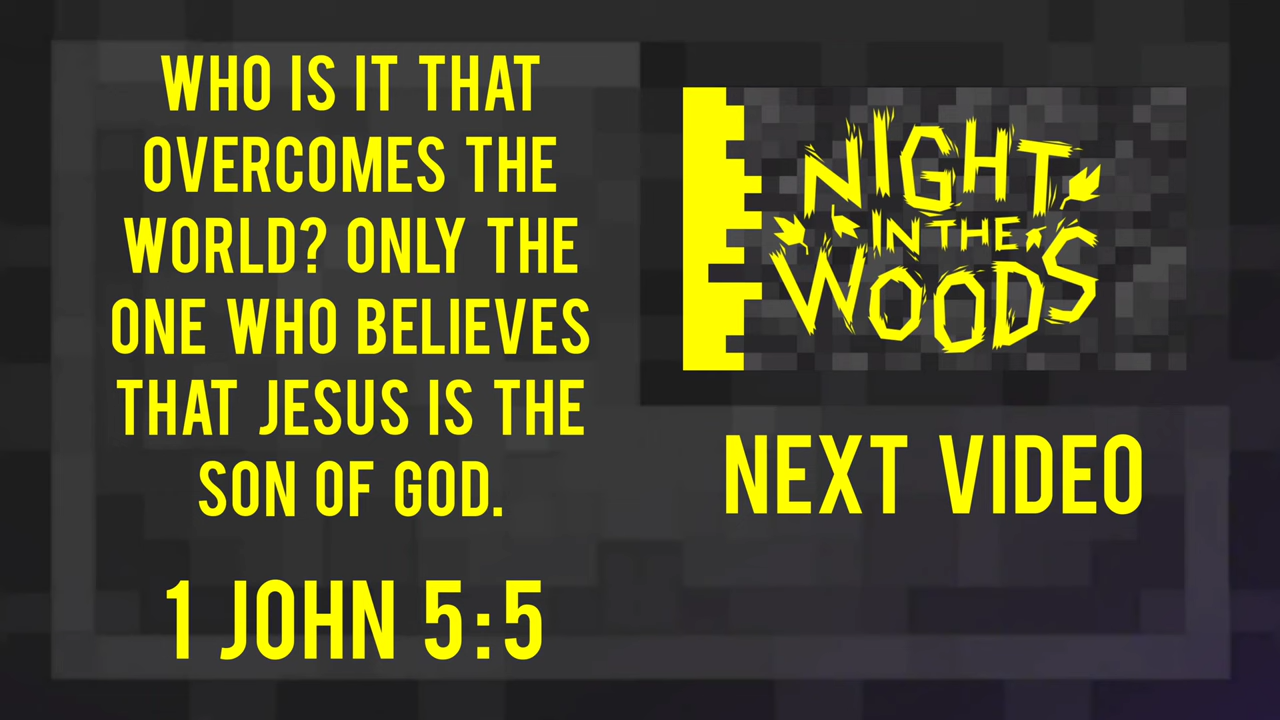 WHO IS IT THAT
OVERCOMES THE
WORLD? ONLY THE
ONE WHO BELIEVES
THAT JESUS IS THE
SON OF GOD.
1 JOHN 5:5
NIGHT
IN THE
WOODS
NEXT VIDEO